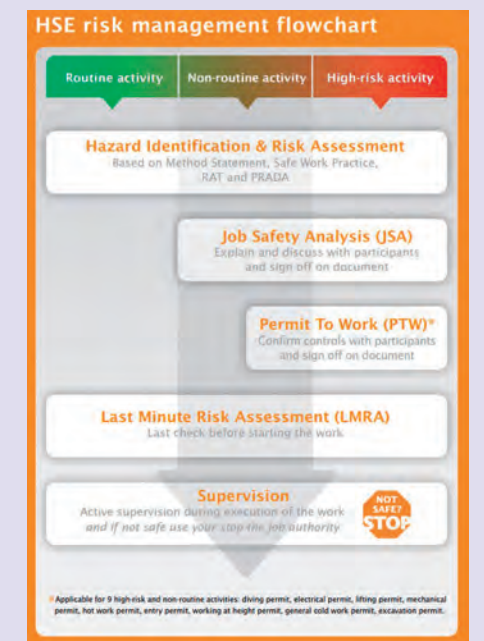 HSE risk management flowchart
Routine activity
Non-routine activity
High-risk activity
Hazard Identification & Risk Assessment
Based on Method Statement, Safe Work Practice,
RAT and PRADA
Job Safety Analysis (JSA)
Explain and discuss with participants
and sign off on document
Permit To Work (PTW)*
Confirm controls with participants
and sign off on document
Last Minute Risk Assessment (LMRA)
Last check before starting the work
Supervision
Active supervision during execution of the work
and if not safe use your stop the job authority
NOT
SAFE?
STOP
* Applicable for 9 high-risk and non-routine activities: diving permit, electrical permit, lifting permit, mechanical
permit, hot work permit, entry permit, working at height permit, general cold work permit, excavation permit.